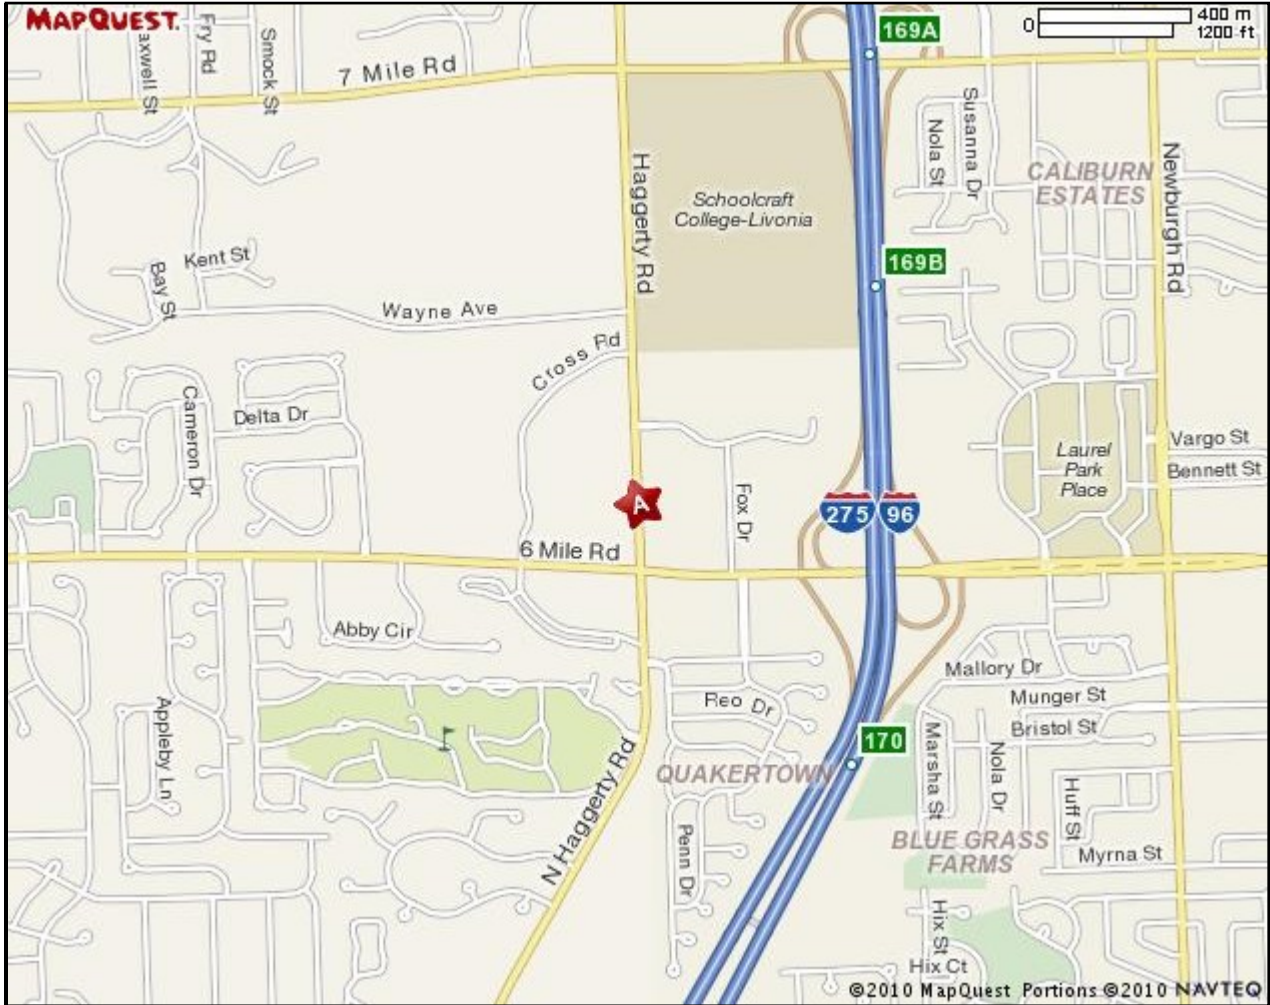 MAPQUEST.
169A
0
400 m
1200 ft
axwell St
Fry Rd
Smock St
7 Mile Rd
Haggerty Rd
Schoolcraft
College-Livonia
Nola St
Susanna Dr
CALIBURN
ESTATES
Newburgh Rd
Kent St
Bay St
169B
Wayne Ave
Cross Rd
Cameron Dr
Delta Dr
Laurel
Park
Place
Vargo St
Bennett St
A
Fox Dr
275
96
6 Mile Rd
Abby Cir
Mallory Dr
Munger St
Reo Dr
Bristol St
Appleby Ln
170
Marsha St
Nola Dr
N Haggerty Rd
QUAKERTOWN
Huff St
BLUE GRASS
FARMS
Penn Dr
Myrna St
Hix St
Hix Ct
©2010 MapQuest Portions ©2010 NAVTEQ